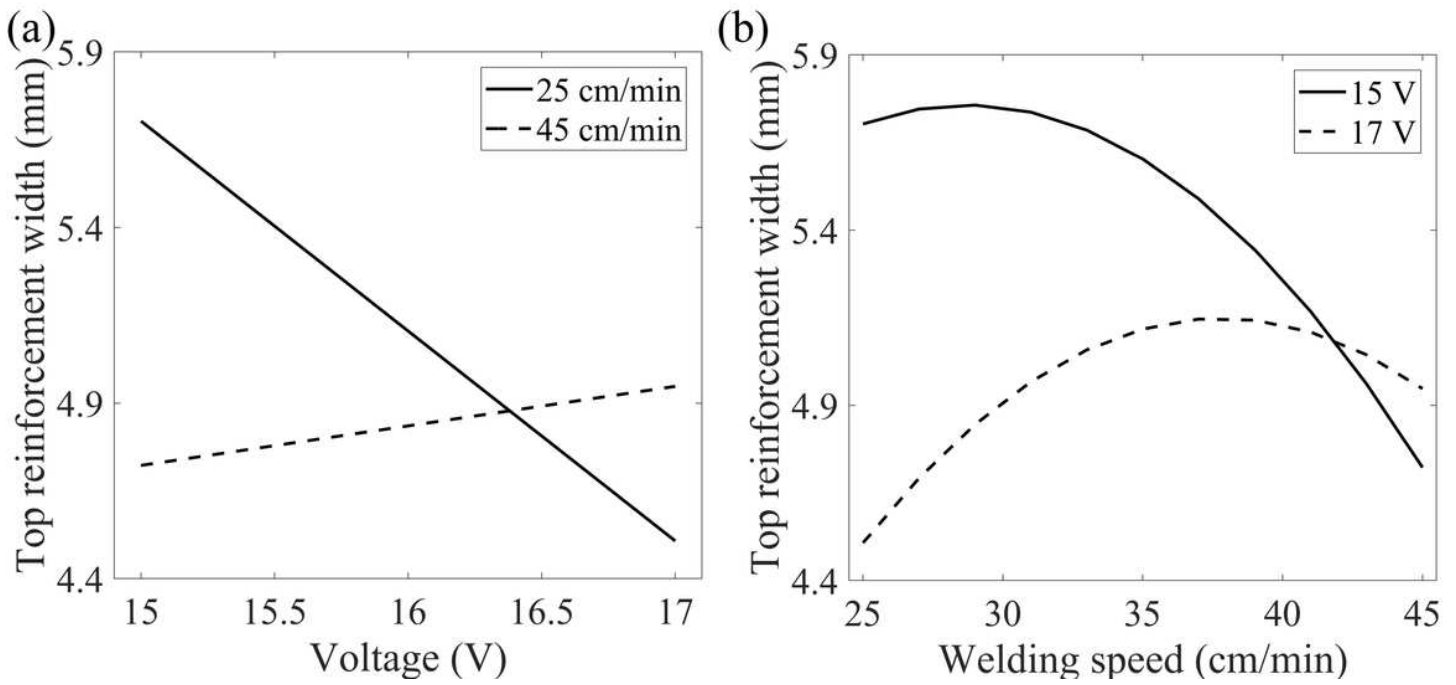 (a)
Top reinforcement width (mm)
5.9
5.4
4.9
4.4
25 cm/min
45 cm/min
15 15.5 16 16.5 17
Voltage (V)
(b)
Top reinforcement width (mm)
5.9
5.4
4.9
4.4
15 V
17 V
25 30 35 40 45
Welding speed (cm/min)